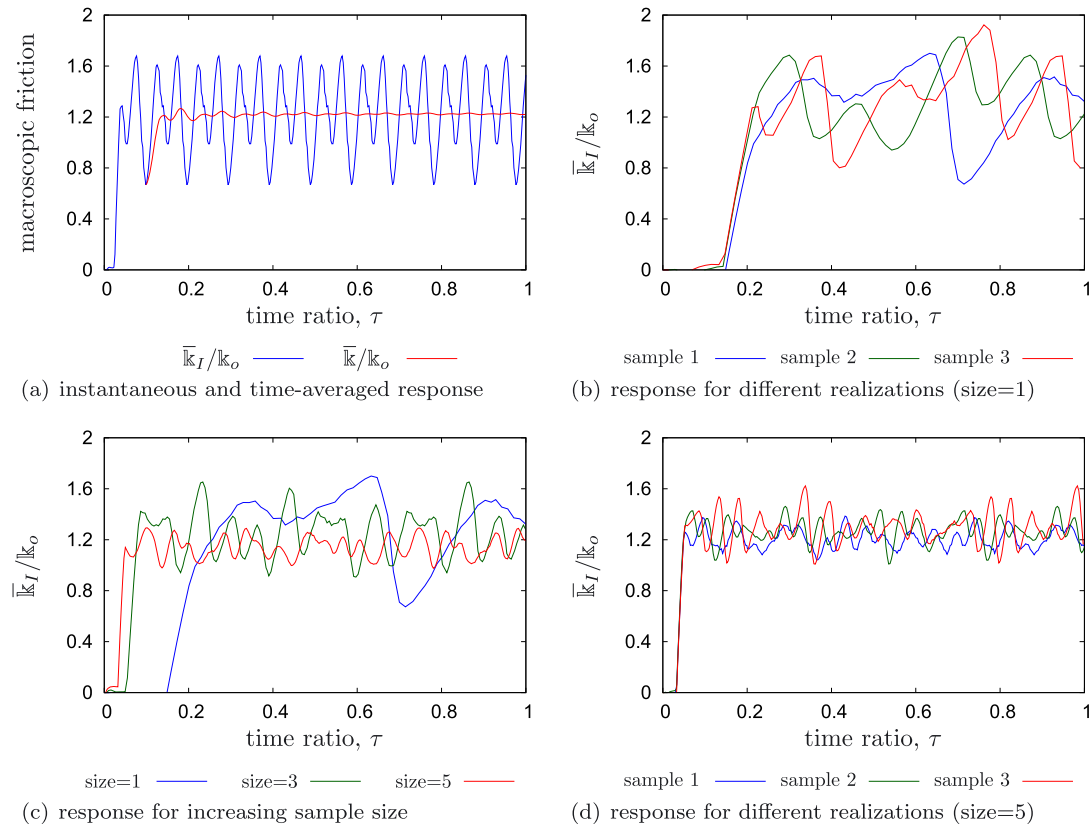 2
1.6
1.2
0.8
0.4
0
macroscopic friction
0 0.2 0.4 0.6 0.8 1
time ratio, τ
𝕜̅_I/𝕜_o 𝕜̅/𝕜_o
(a) instantaneous and time-averaged response
2
1.6
1.2
0.8
0.4
0
𝕜̅_I/𝕜_o
0 0.2 0.4 0.6 0.8 1
time ratio, τ
sample 1 sample 2 sample 3
(b) response for different realizations (size=1)
2
1.6
1.2
0.8
0.4
0
𝕜̅_I/𝕜_o
0 0.2 0.4 0.6 0.8 1
time ratio, τ
size=1 size=3 size=5
(c) response for increasing sample size
2
1.6
1.2
0.8
0.4
0
𝕜̅_I/𝕜_o
0 0.2 0.4 0.6 0.8 1
time ratio, τ
sample 1 sample 2 sample 3
(d) response for different realizations (size=5)